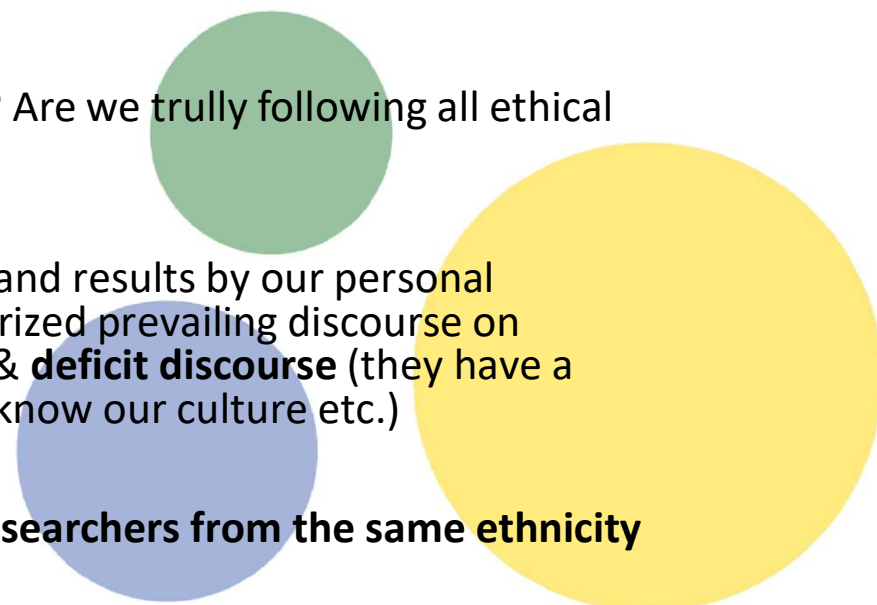 ? Are we trully following all ethical
and results by our personal
rized prevailing discourse on
& deficit discourse (they have a
know our culture etc.)
searchers from the same ethnicity